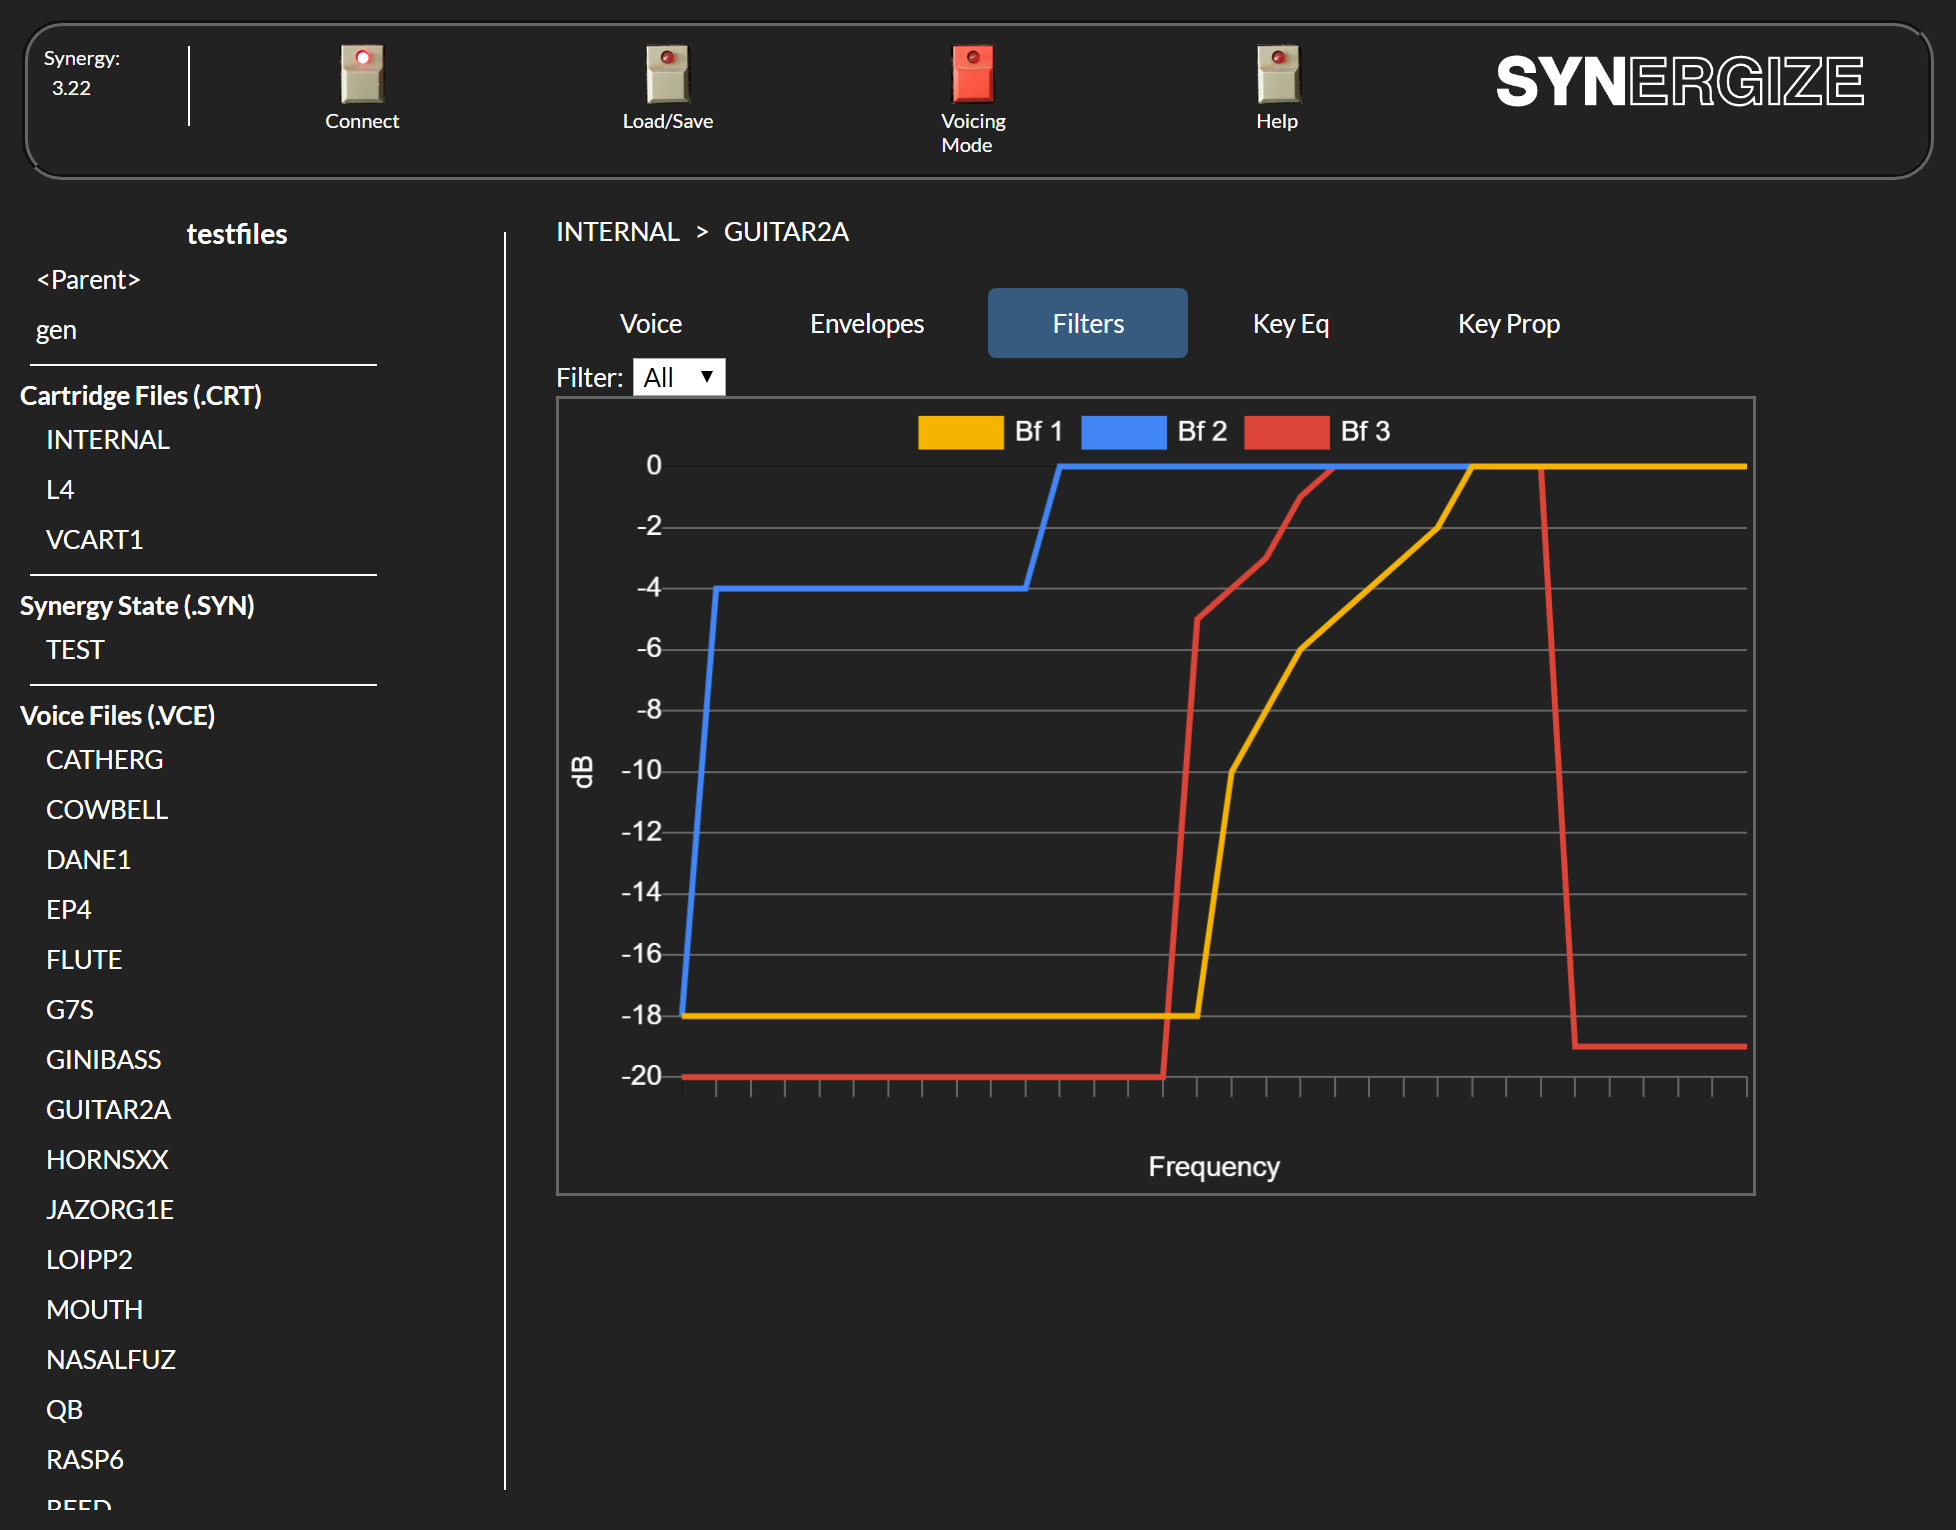 Synergy:
3.22
Connect
Load/Save
Voicing
Mode
Help
SYNERGIZE
testfiles
<Parent>
gen
Cartridge Files (.CRT)
INTERNAL
L4
VCART1
Synergy State (.SYN)
TEST
Voice Files (.VCE)
CATHERG
COWBELL
DANE1
EP4
FLUTE
G7S
GINIBASS
GUITAR2A
HORNSXX
JAZORG1E
LOIPP2
MOUTH
NASALFUZ
QB
RASP6
INTERNAL > GUITAR2A
Voice Envelopes Filters Key Eq Key Prop
Filter: All
Bf 1 Bf 2 Bf 3
0
-2
-4
-6
-8
-10
-12
-14
-16
-18
-20
dB
Frequency